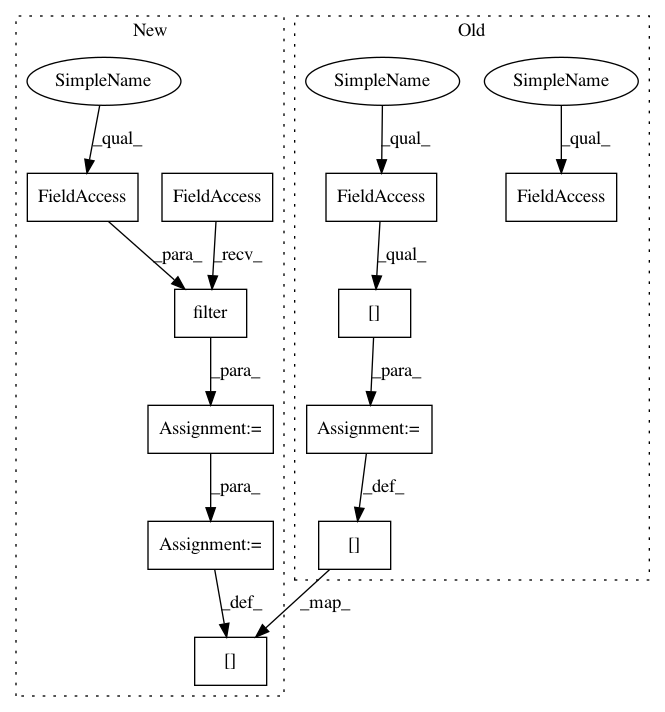 New
Old
SimpleName
SimpleName
SimpleName
_qual_
_qual_
_qual_
FieldAccess
FieldAccess
FieldAccess
FieldAccess
_para_
_recv_
_qual_
filter
[]
_para_
_para_
Assignment:=
Assignment:=
_para_
_def_
Assignment:=
[]
_def_
_map_
[]